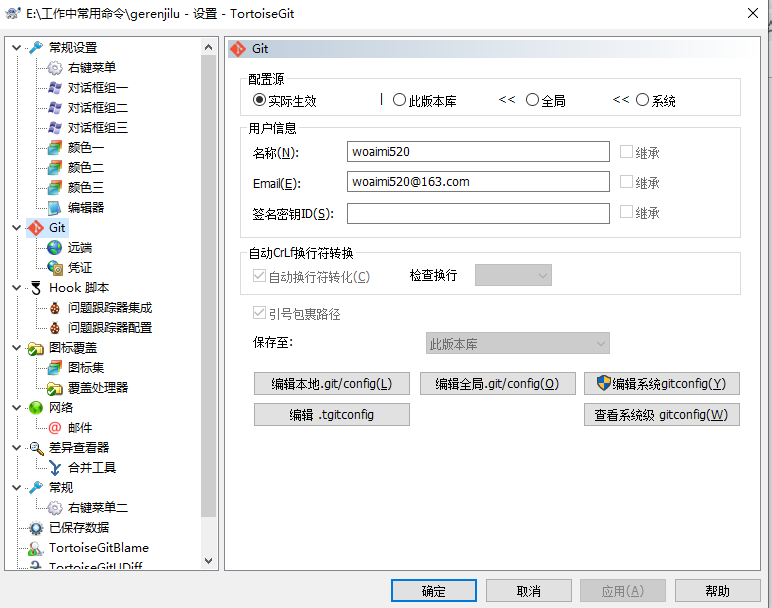 E:\工作中常用命令\gerenjilu - 设置 - TortoiseGit
常规设置
右键菜单
对话框组一
对话框组二
对话框组三
颜色一
颜色二
颜色三
编辑器
Git
远端
凭证
Hook 脚本
问题跟踪器集成
问题跟踪器配置
图标覆盖
图标集
覆盖处理器
网络
邮件
差异查看器
合并工具
常规
右键菜单二
已保存数据
TortoiseGitBlame
TortoiseGitUDiff
Git
配置源
实际生效 | 此版本库 << 全局 << 系统
用户信息
名称(N): woaimi520 继承
Email(E): woaimi520@163.com 继承
签名密钥ID(S): 继承
自动CrLf换行符转换
自动换行符转化(C) 检查换行
引号包裹路径
保存至: 此版本库
编辑本地.git/config(L) 编辑全局.git/config(O) 编辑系统gitconfig(Y)
编辑 .tgitconfig 查看系统级 gitconfig(W)
确定 取消 应用(A) 帮助